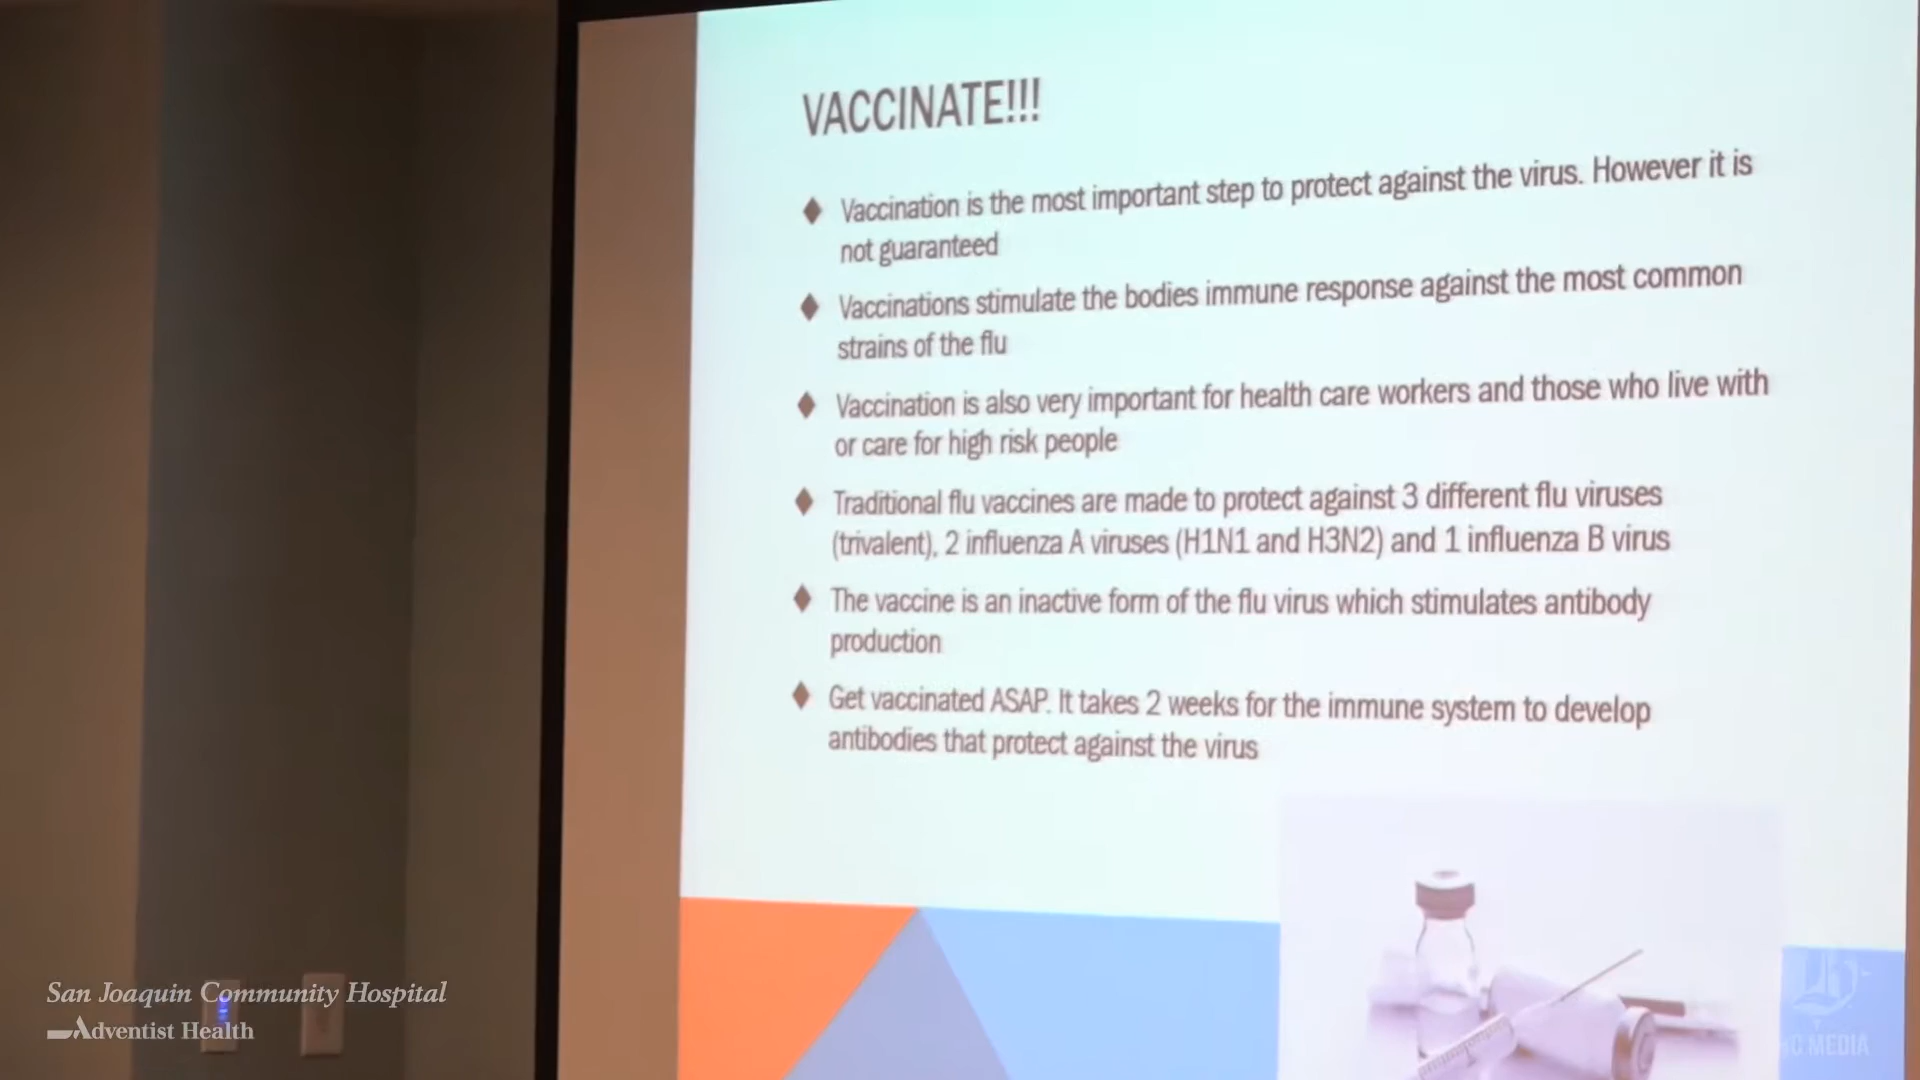 VACCINATE!!!
Vaccination is the most important step to protect against the virus. However it is
not guaranteed
Vaccinations stimulate the bodies immune response against the most common
strains of the flu
Vaccination is also very important for health care workers and those who live with
or care for high risk people
Traditional flu vaccines are made to protect against 3 different flu viruses
(trivalent), 2 influenza A viruses (H1N1 and H3N2) and 1 influenza B virus
The vaccine is an inactive form of the flu virus which stimulates antibody
production
Get vaccinated ASAP. It takes 2 weeks for the immune system to develop
antibodies that protect against the virus
San Joaquin Community Hospital
Adventist Health
MEDIA